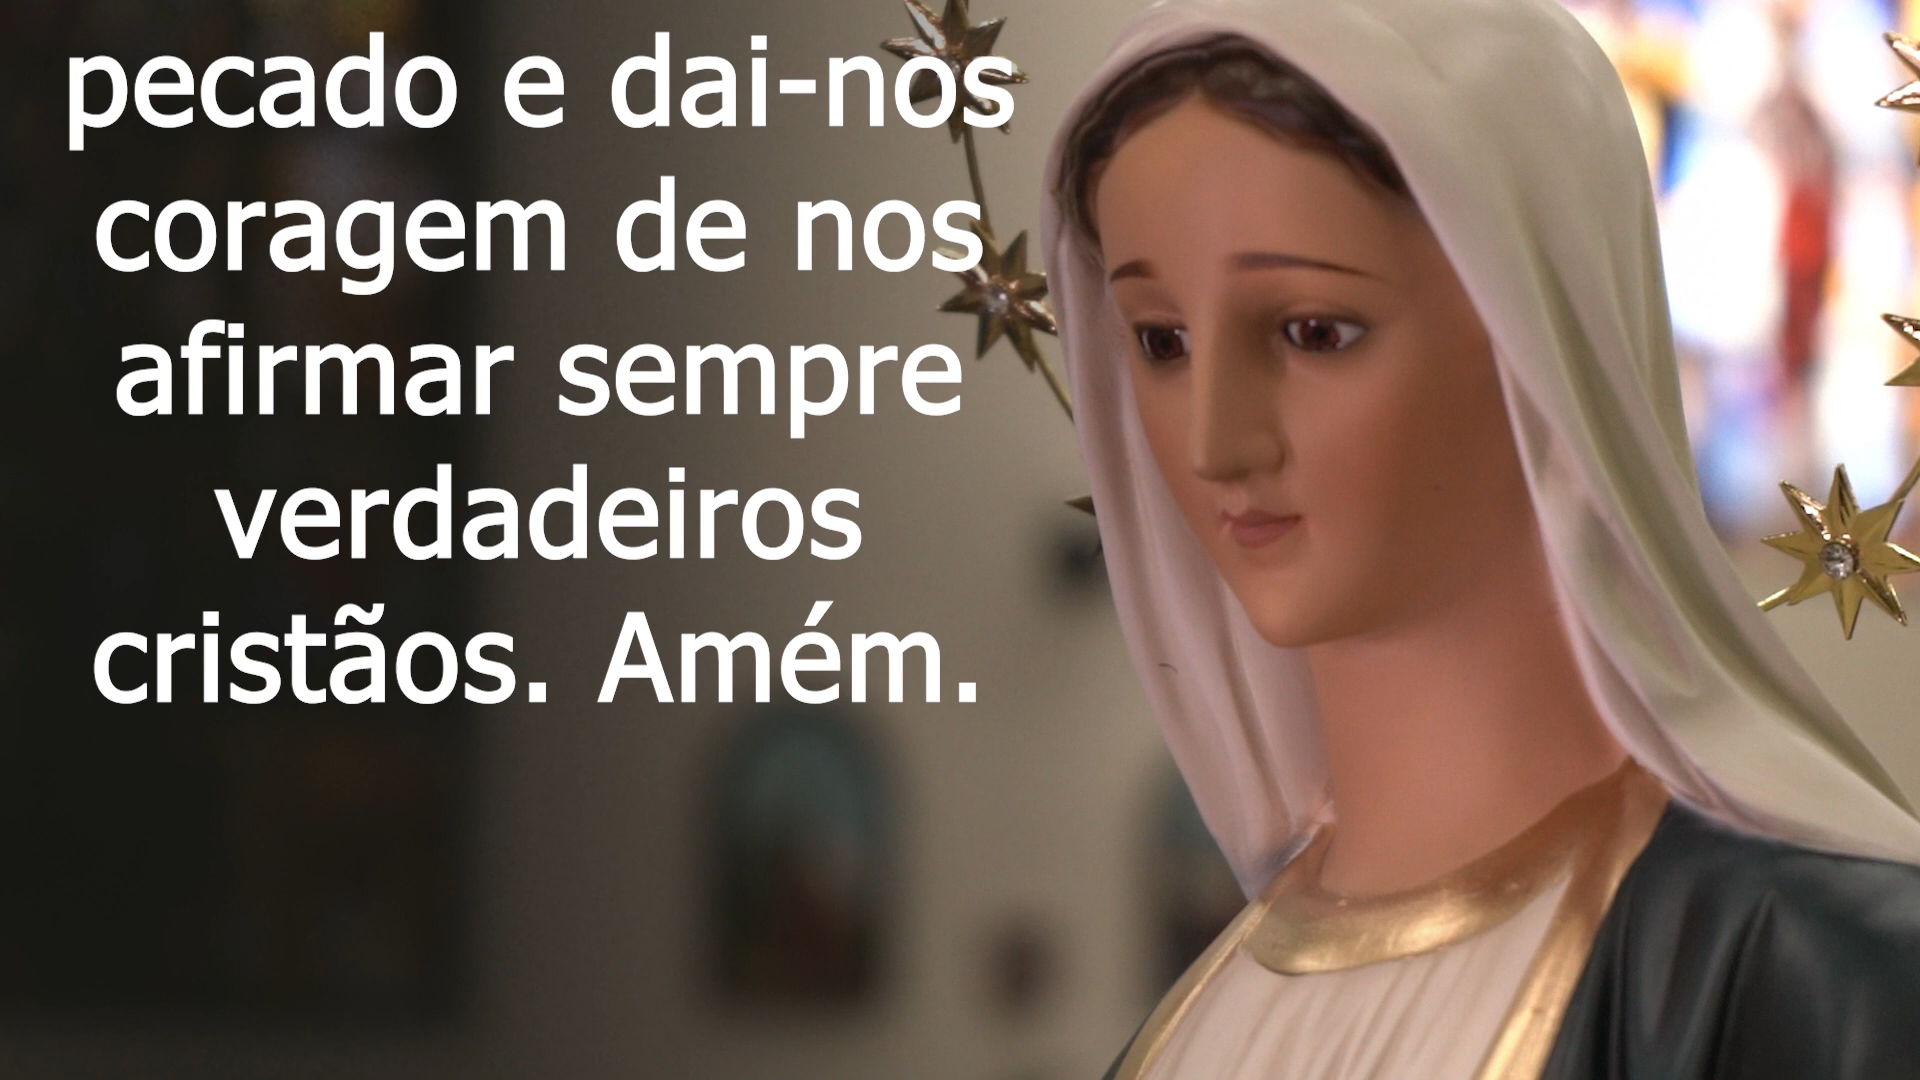 pecado e dai-nos
coragem de nos
afirmar sempre
verdadeiros
cristãos. Amém.